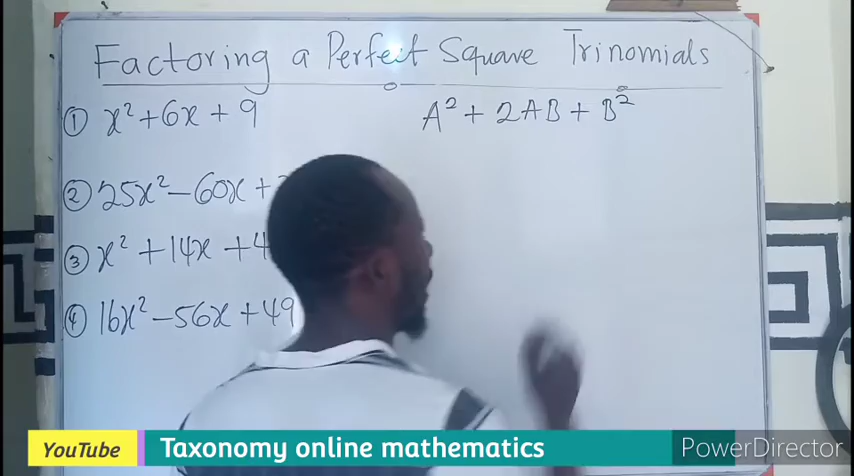 Factoring a Perfect Square Trinomials
① x² + 6x + 9
A² + 2AB + B²
② 25x² – 60x +
③ x² + 14x + 4
④ 16x² – 56x + 49
YouTube Taxonomy online mathematics
PowerDirector